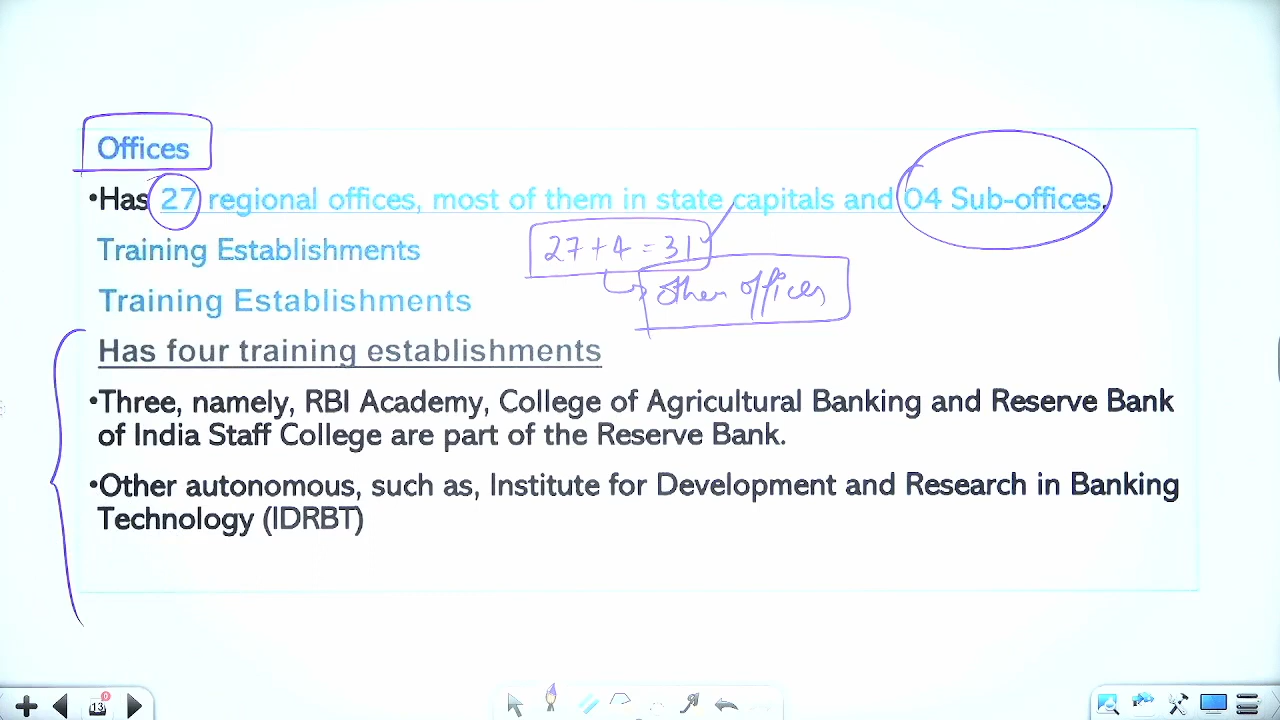 Offices
•Has 27 regional offices, most of them in state capitals and 04 Sub-offices.
27+4=31
Training Establishments
other offices
Training Establishments
Has four training establishments
•Three, namely, RBI Academy, College of Agricultural Banking and Reserve Bank
of India Staff College are part of the Reserve Bank.
•Other autonomous, such as, Institute for Development and Research in Banking
Technology (IDRBT)
13
0